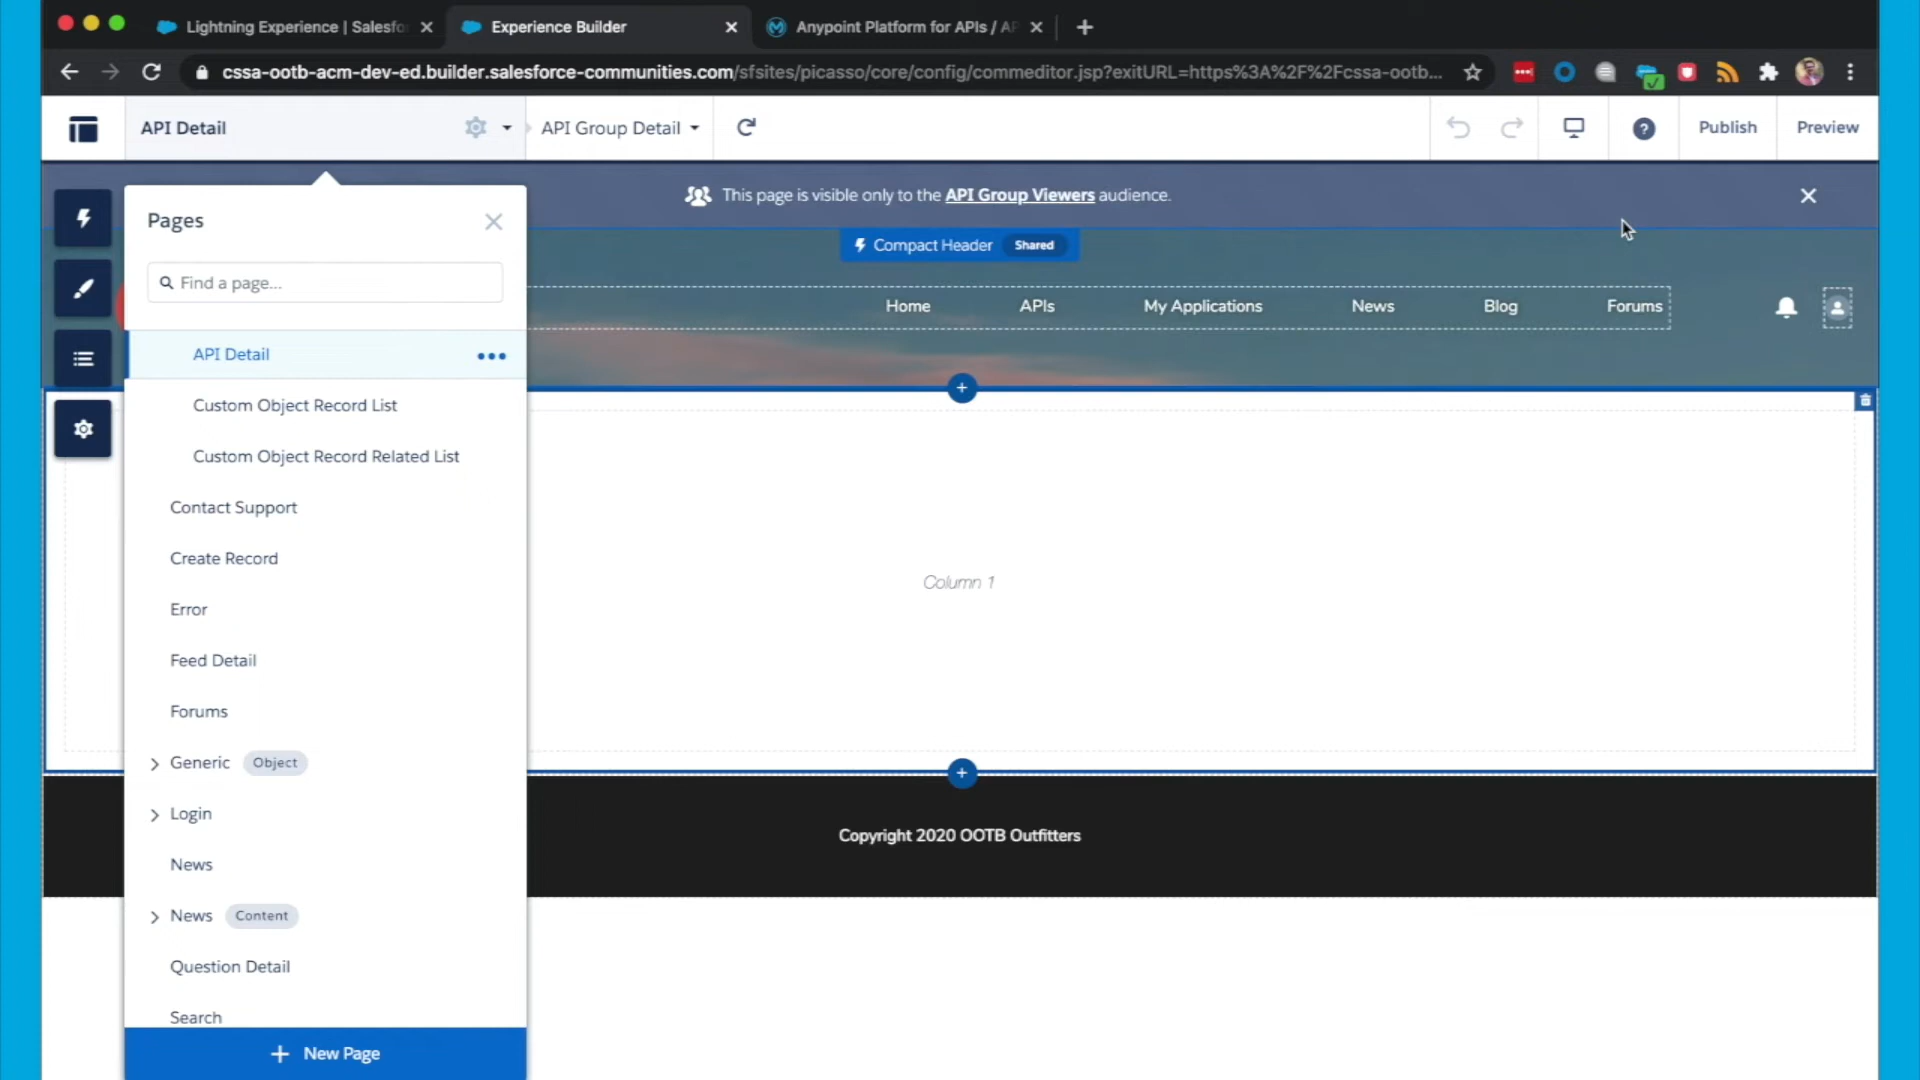 Lightning Experience | Salesfo
Experience Builder
Anypoint Platform for APIs / AP
cssa-ootb-acm-dev-ed.builder.salesforce-communities.com/sfsites/picasso/core/config/commeditor.jsp?exitURL=https%3A%2F%2Fcssa-ootb...
API Detail
API Group Detail
Publish
Preview
This page is visible only to the API Group Viewers audience.
Pages
Compact Header Shared
Find a page...
Home
APIs
My Applications
News
Blog
Forums
API Detail
Custom Object Record List
Custom Object Record Related List
Contact Support
Create Record
Error
Feed Detail
Forums
Generic Object
Login
News
News Content
Question Detail
Search
New Page
Column 1
Copyright 2020 OOTB Outfitters